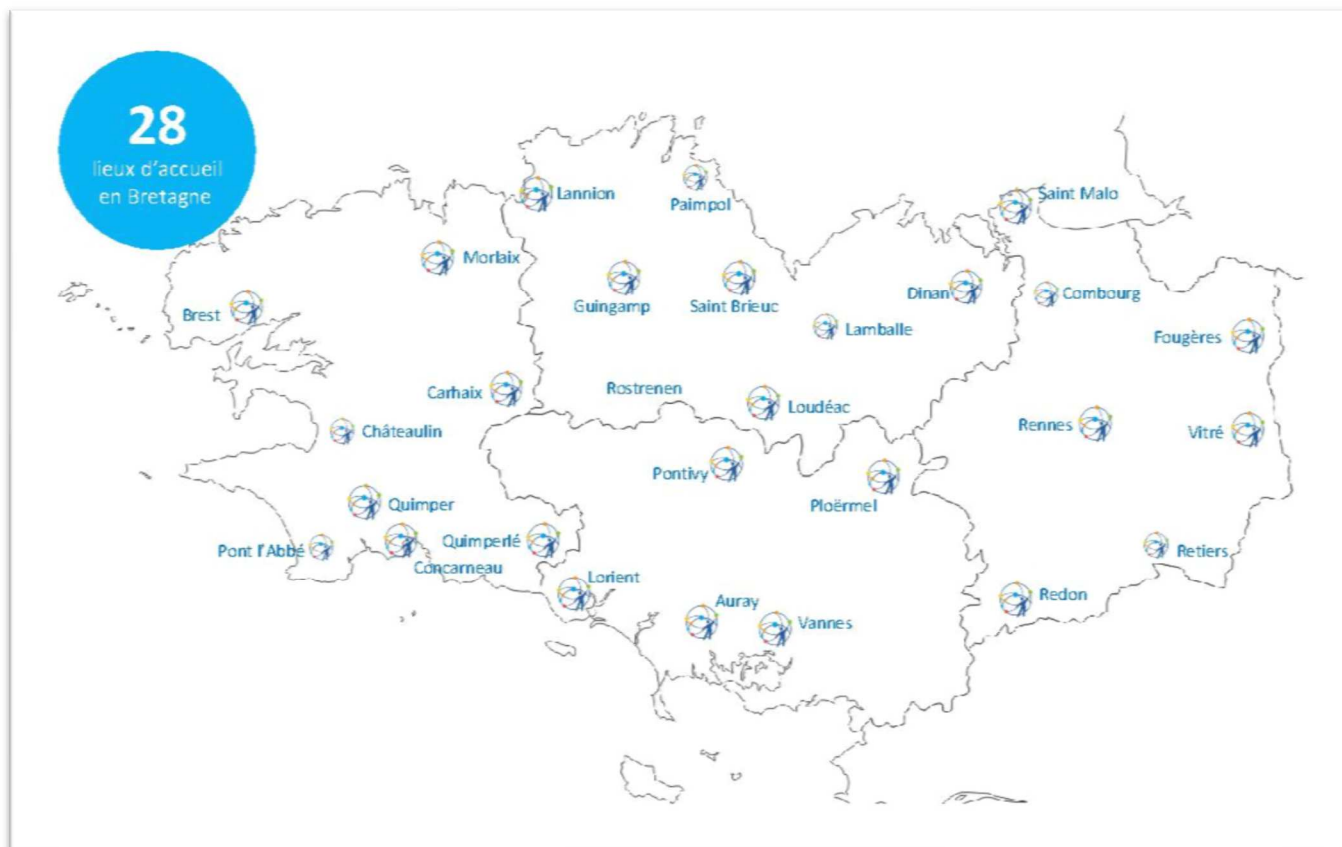 28
lieux d'accueil
en Bretagne
Lannion
Paimpol
Saint Malo
Morlaix
Guingamp
Saint Brieuc
Dinan
Combourg
Brest
Lamballe
Fougères
Carhaix
Rostrenen
Loudéac
Châteaulin
Rennes
Vitré
Pontivy
Ploërmel
Quimper
Pont l'Abbé
Quimperlé
Concarneau
Retiers
Lorient
Auray
Vannes
Redon